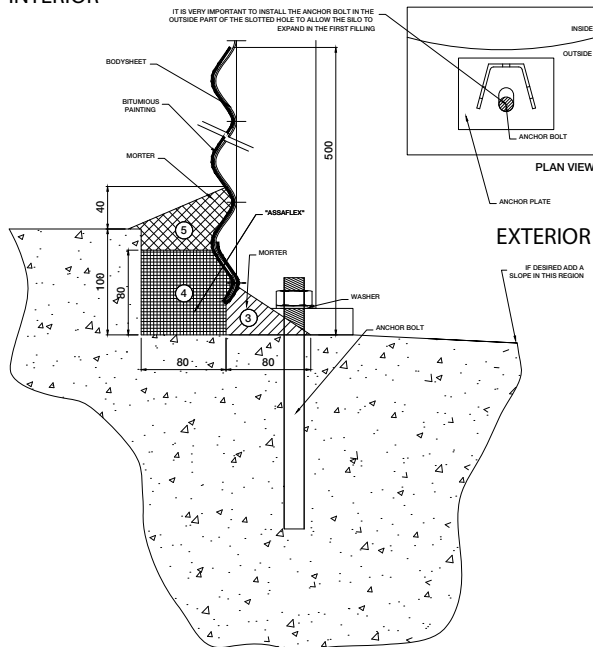 INTERIOR
IT IS VERY IMPORTANT TO INSTALL THE ANCHOR BOLT IN THE
OUTSIDE PART OF THE SLOTTED HOLE TO ALLOW THE SILO TO
EXPAND IN THE FIRST FILLING
INSIDE
OUTSIDE
ANCHOR BOLT
PLAN VIEW
ANCHOR PLATE
BODYSHEET
BITUMIOUS
PAINTING
MORTER
500
40
"ASSAFLEX"
EXTERIOR
5
MORTER
IF DESIRED ADD A
SLOPE IN THIS REGION
100
80
4
WASHER
3
ANCHOR BOLT
80
80